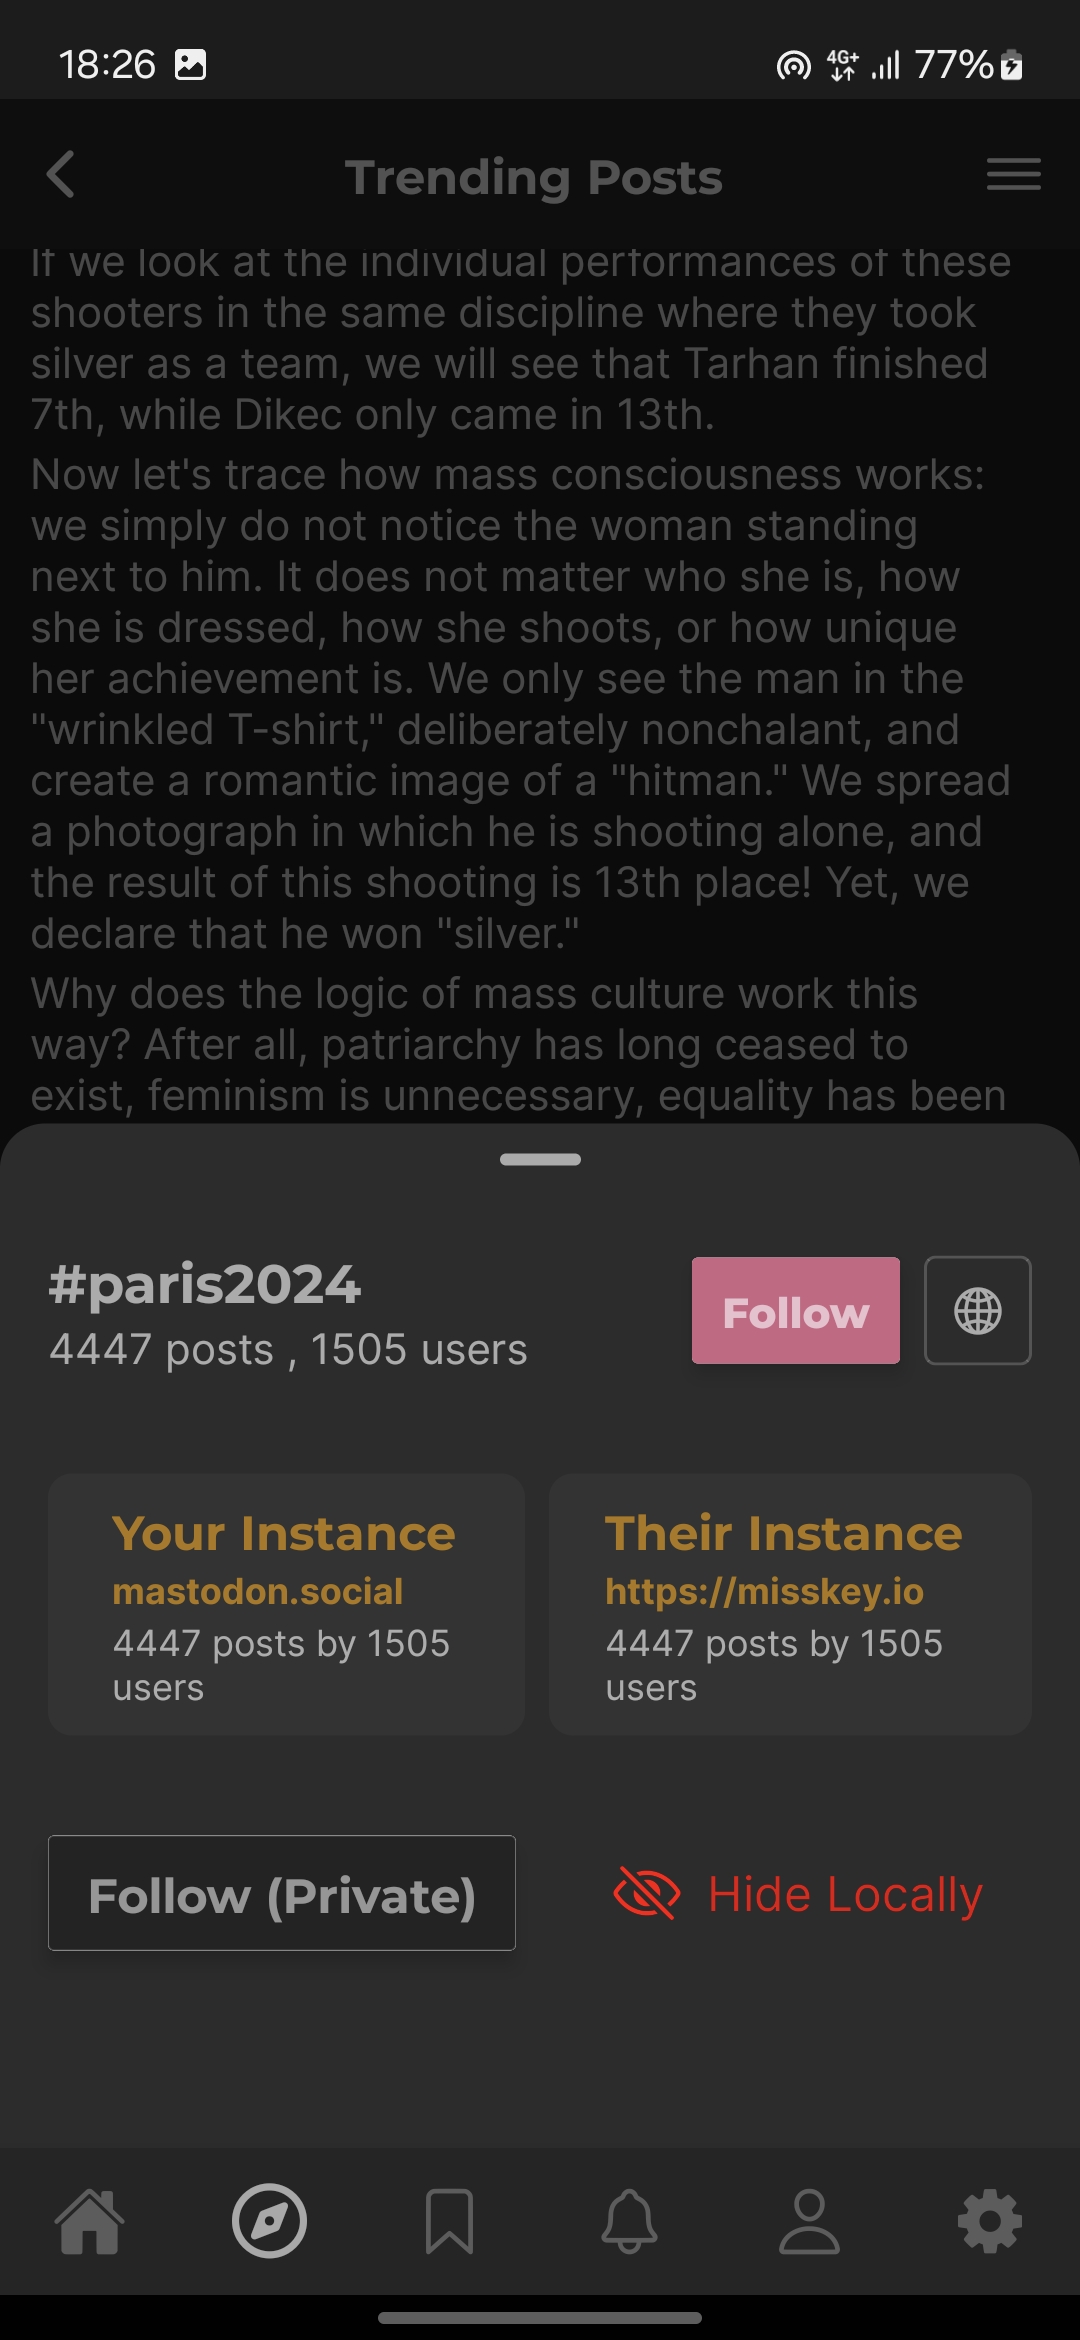 18:26
4G+
77%
Trending Posts
If we look at the individual performances of these
shooters in the same discipline where they took
silver as a team, we will see that Tarhan finished
7th, while Dikec only came in 13th.
Now let's trace how mass consciousness works:
we simply do not notice the woman standing
next to him. It does not matter who she is, how
she is dressed, how she shoots, or how unique
her achievement is. We only see the man in the
"wrinkled T-shirt," deliberately nonchalant, and
create a romantic image of a "hitman." We spread
a photograph in which he is shooting alone, and
the result of this shooting is 13th place! Yet, we
declare that he won "silver."
Why does the logic of mass culture work this
way? After all, patriarchy has long ceased to
exist, feminism is unnecessary, equality has been
#paris2024
4447 posts , 1505 users
Follow
Your Instance
mastodon.social
4447 posts by 1505
users
Their Instance
https://misskey.io
4447 posts by 1505
users
Follow (Private)
Hide Locally